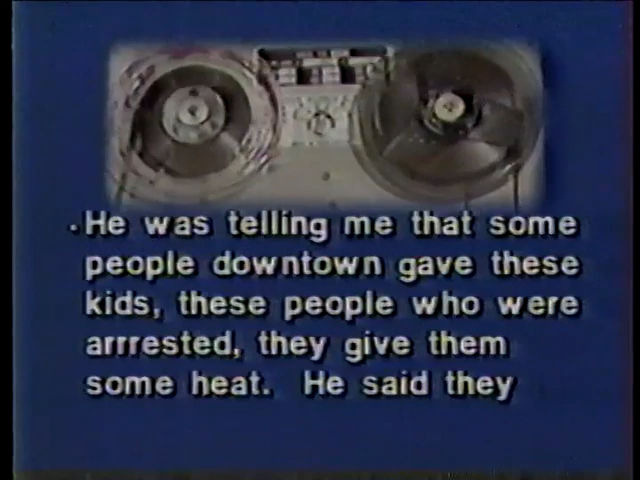 ·He was telling me that some
people downtown gave these
kids, these people who were
arrrested, they give them
some heat. He said they